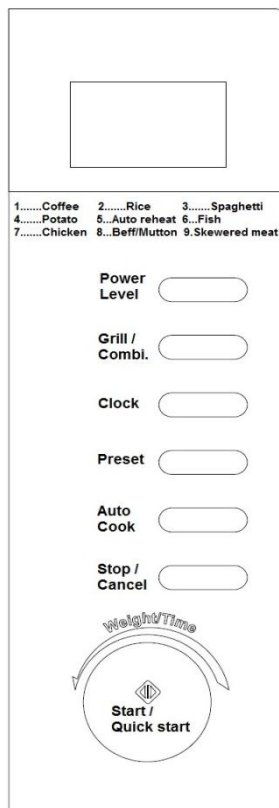 1.......Coffee 2.......Rice 3.......Spaghetti
4.......Potato 5...Auto reheat 6...Fish
7.......Chicken 8...Beff/Mutton 9.Skewered meat
Power
Level
Grill /
Combi.
Clock
Preset
Auto
Cook
Stop /
Cancel
Weight/Time
Start /
Quick start